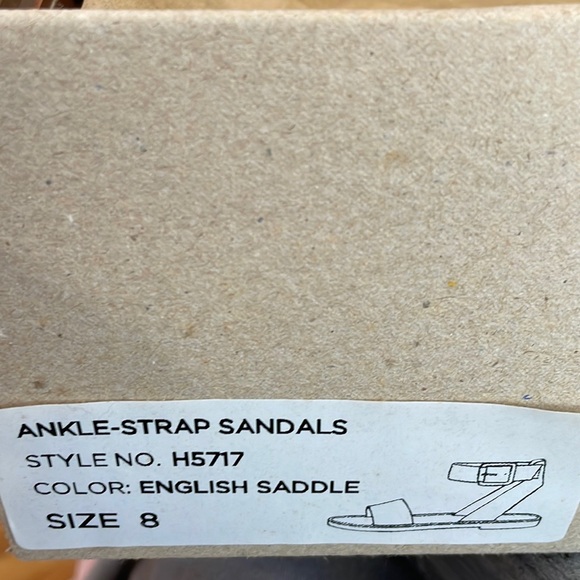 ANKLE-STRAP SANDALS
STYLE NO. H5717
COLOR: ENGLISH SADDLE
SIZE 8